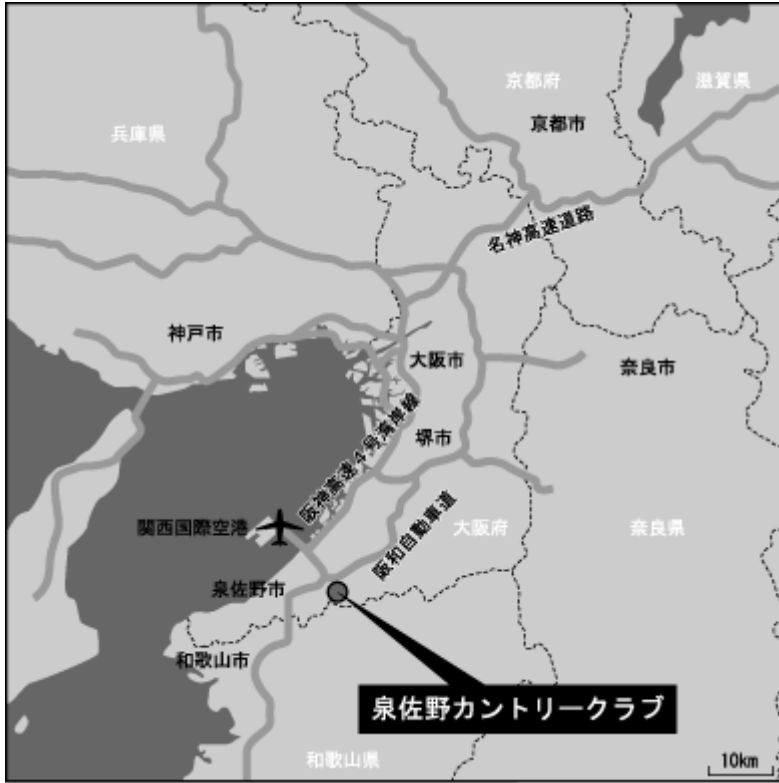 京都府
滋賀県
京都市
兵庫県
名神高速道路
神戸市
大阪市
奈良市
堺市
阪神高速4号湾岸線
関西国際空港
阪和自動車道
大阪府
奈良県
泉佐野市
和歌山市
泉佐野カントリークラブ
和歌山県
10km